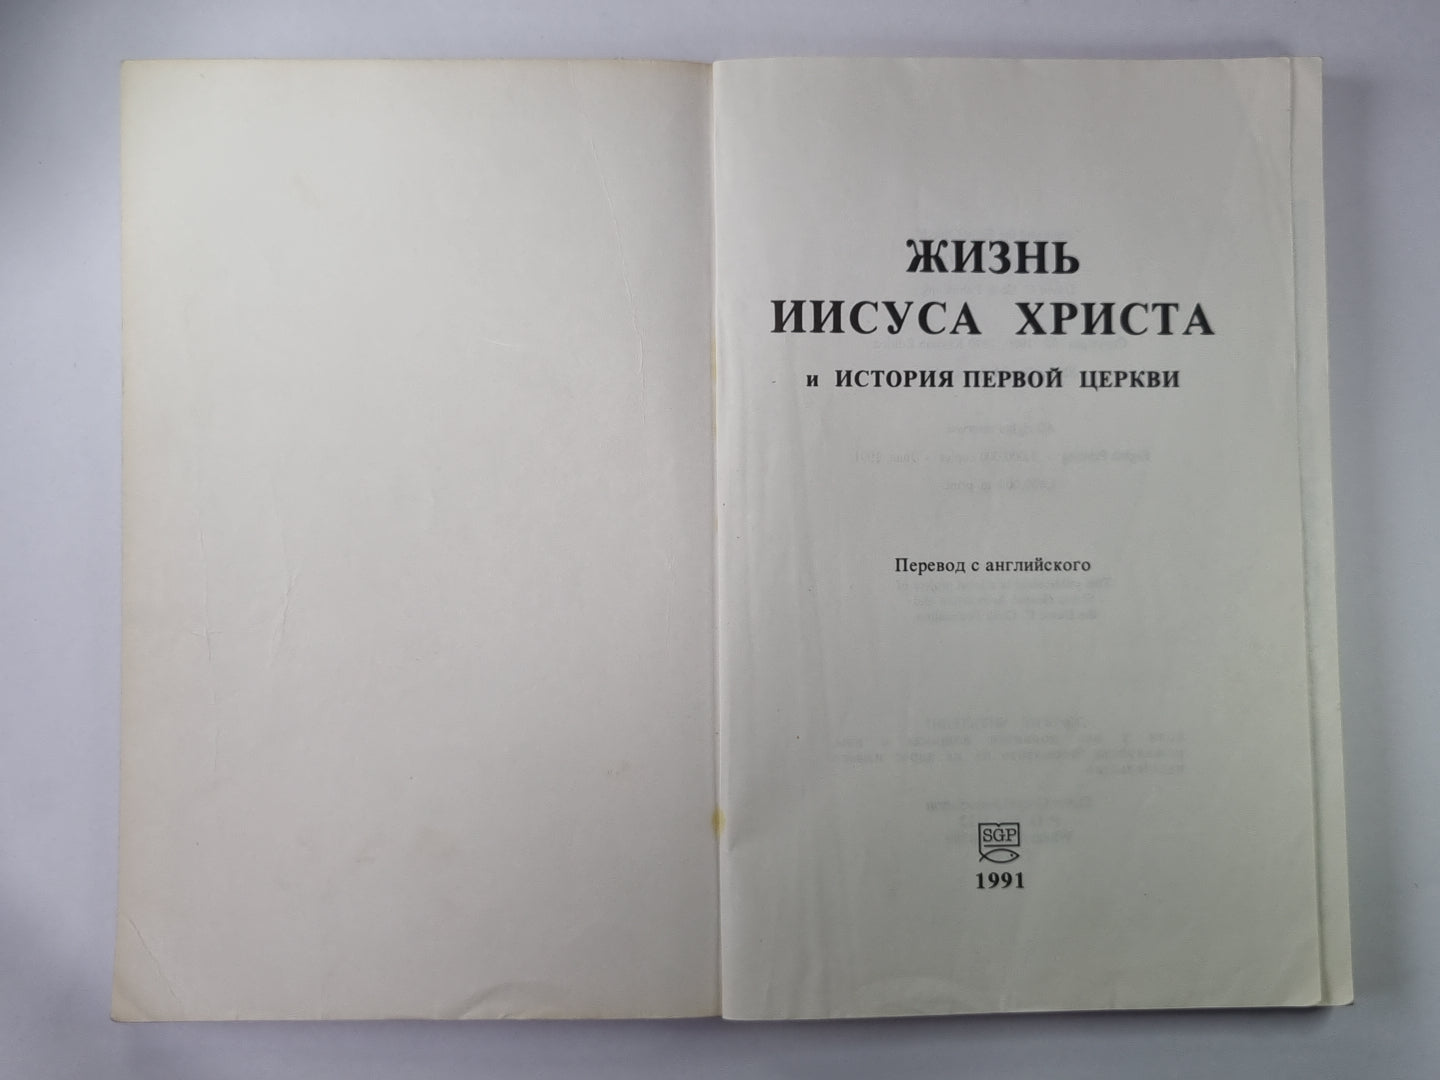 ЖИЗНЬ
ИИСУСА ХРИСТА
и ИСТОРИЯ ПЕРВОЙ ЦЕРКВИ
Перевод с английского
SGP
1991